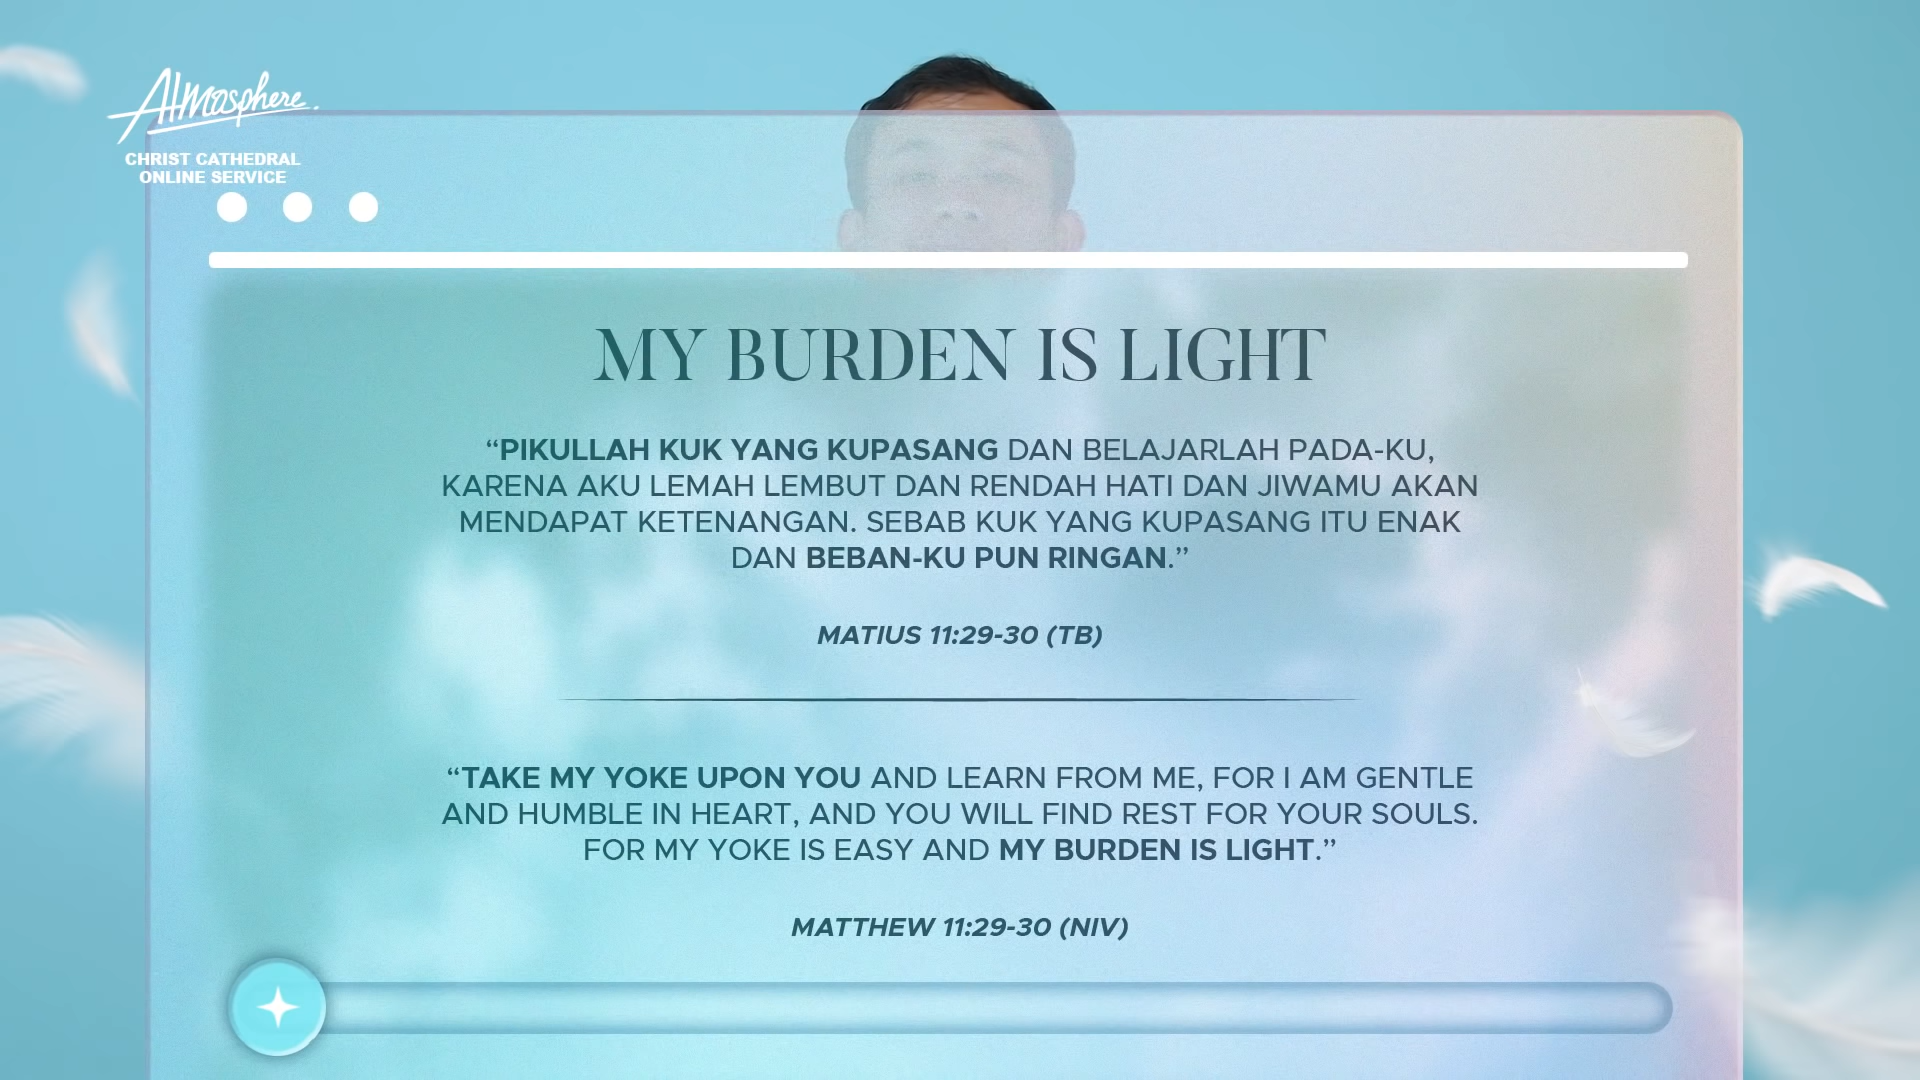 Atmosphere.
CHRIST CATHEDRAL
ONLINE SERVICE
MY BURDEN IS LIGHT
“PIKULLAH KUK YANG KUPASANG DAN BELAJARLAH PADA-KU,
KARENA AKU LEMAH LEMBUT DAN RENDAH HATI DAN JIWAMU AKAN
MENDAPAT KETENANGAN. SEBAB KUK YANG KUPASANG ITU ENAK
DAN BEBAN-KU PUN RINGAN.”
MATIUS 11:29-30 (TB)
“TAKE MY YOKE UPON YOU AND LEARN FROM ME, FOR I AM GENTLE
AND HUMBLE IN HEART, AND YOU WILL FIND REST FOR YOUR SOULS.
FOR MY YOKE IS EASY AND MY BURDEN IS LIGHT.”
MATTHEW 11:29-30 (NIV)